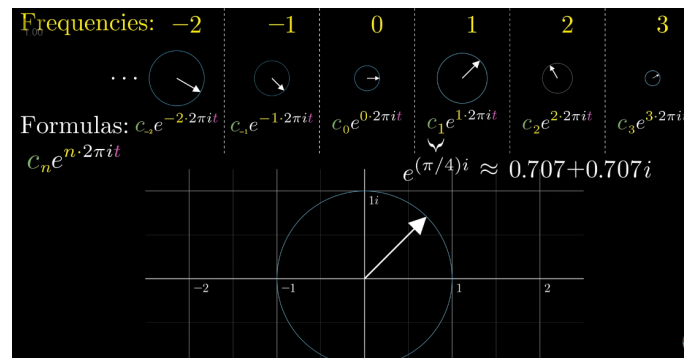 Frequencies: −2 −1 0 1 2 3
1.00
...
Formulas: c₋₂e^{−2·2πit} c₋₁e^{−1·2πit} c₀e^{0·2πit} c₁e^{1·2πit} c₂e^{2·2πit} c₃e^{3·2πit}
cₙe^{n·2πit}
e^{(π/4)i} ≈ 0.707+0.707i
1i
−2 −1 1 2